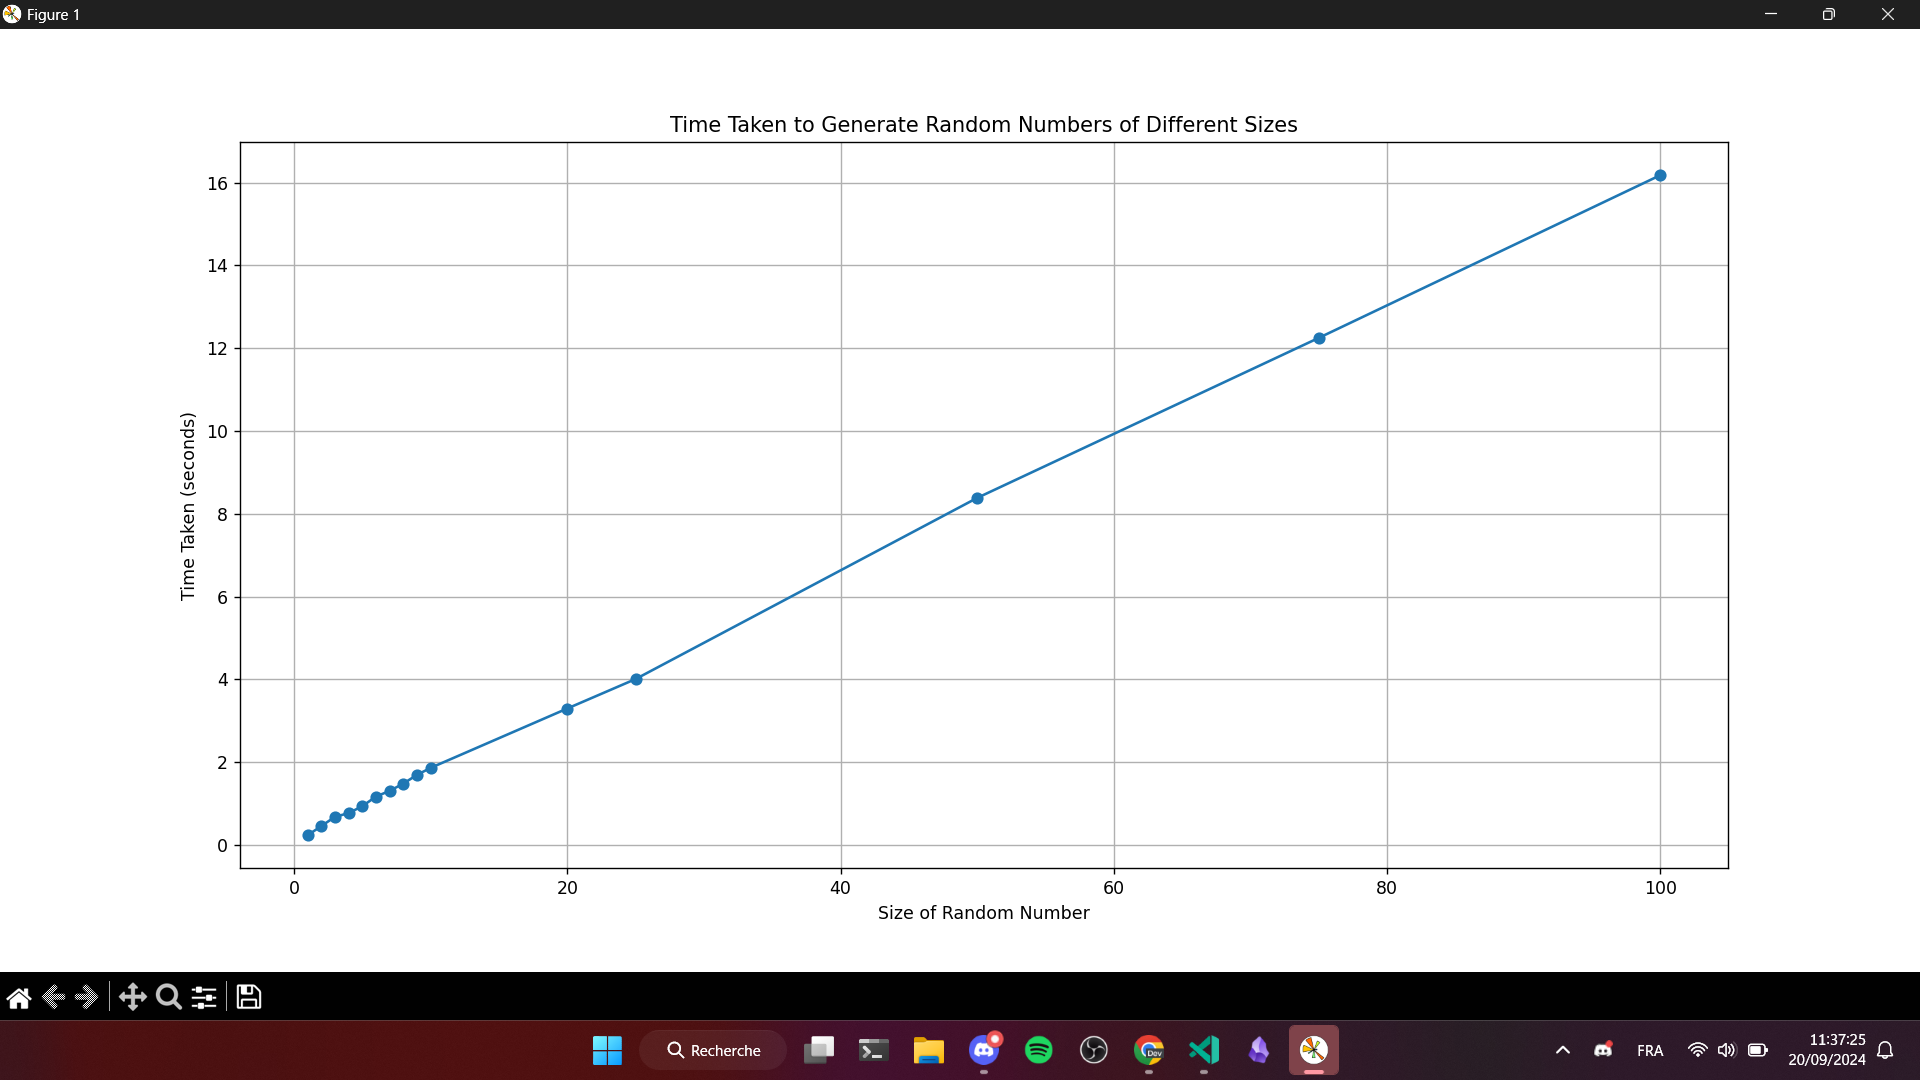 Figure 1
Time Taken to Generate Random Numbers of Different Sizes
16
14
12
10
8
6
4
2
0
Time Taken (seconds)
0 20 40 60 80 100
Size of Random Number
Recherche
Dev
FRA
11:37:25
20/09/2024